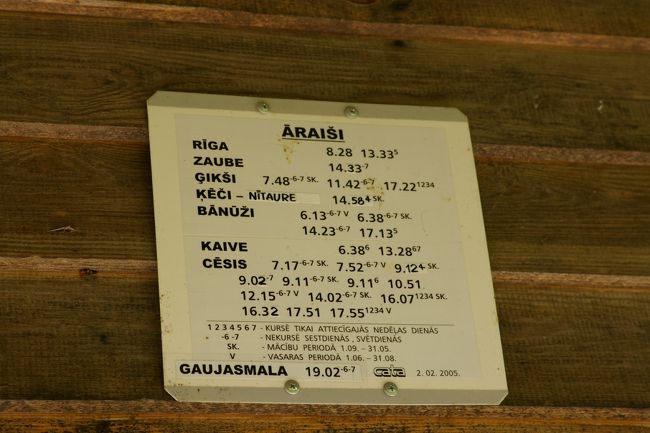 ĀRAIŠI
RĪGA 8.28 13.33⁵
ZAUBE 14.33⁻⁷
ĢIKŠI 7.48⁻⁶⁻⁷ SK. 11.42⁻⁶⁻⁷ 17.22¹²³⁴
ĶĒČI – NĪTAURE 14.58⁴ SK.
BĀNŪŽI 6.13⁻⁶⁻⁷ V 6.38⁻⁶⁻⁷ SK.
14.23⁻⁶⁻⁷ 17.13⁵
KAIVE 6.38⁶ 13.28⁶⁷
CĒSIS 7.17⁻⁶⁻⁷ SK. 7.52⁻⁶⁻⁷ V SK.
9.02⁻⁷ 9.11⁻⁶⁻⁷ SK. 9.11⁶ 10.51
12.15⁻⁶⁻⁷ V 14.02⁻⁶⁻⁷ SK. 16.07¹²³⁴ SK.
16.32 17.51 17.55¹²³⁴ V
1 2 3 4 5 6 7 - KURSĒ TIKAI ATTIECĪGAJĀS NEDĒĻAS DIENĀS
-6 -7 - NEKURSĒ SESTDIENĀS , SVĒTDIENĀS
SK. - MĀCĪBU PERIODĀ 1.09. - 31.05.
V - VASARAS PERIODĀ 1.06. - 31.08.
GAUJASMALA 19.02⁻⁶⁻⁷ cata 2. 02. 2005.